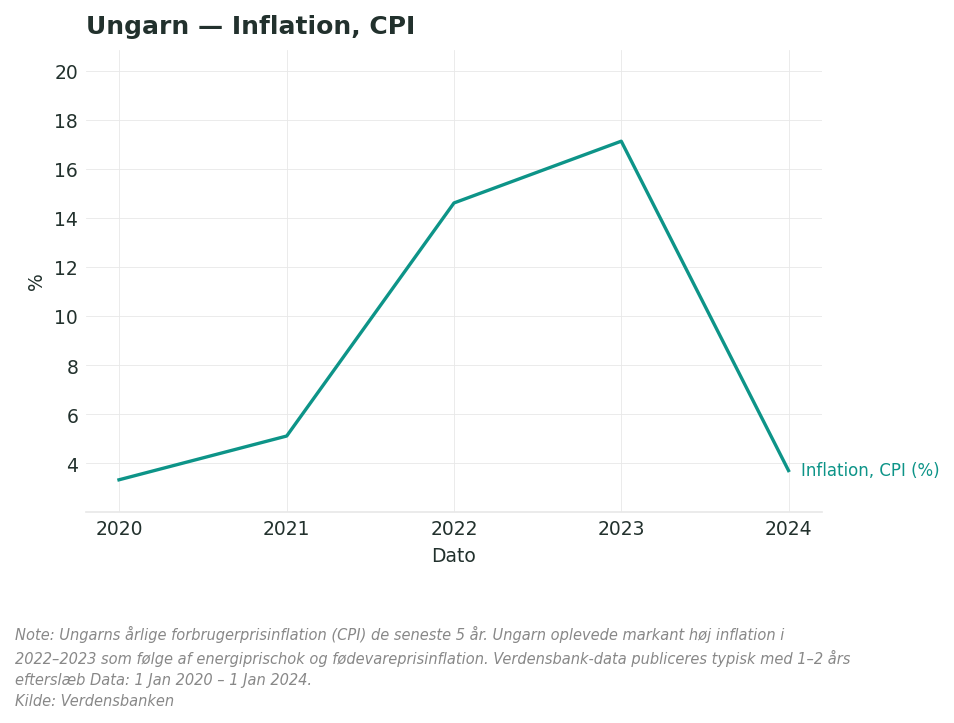 Ungarn — Inflation, CPI
20
18
16
14
12
10
8
6
4
%
2020 2021 2022 2023 2024
Dato
Inflation, CPI (%)
Note: Ungarns årlige forbrugerprisinflation (CPI) de seneste 5 år. Ungarn oplevede markant høj inflation i
2022–2023 som følge af energiprischok og fødevareprisinflation. Verdensbank-data publiceres typisk med 1–2 års
efterslæb Data: 1 Jan 2020 – 1 Jan 2024.
Kilde: Verdensbanken